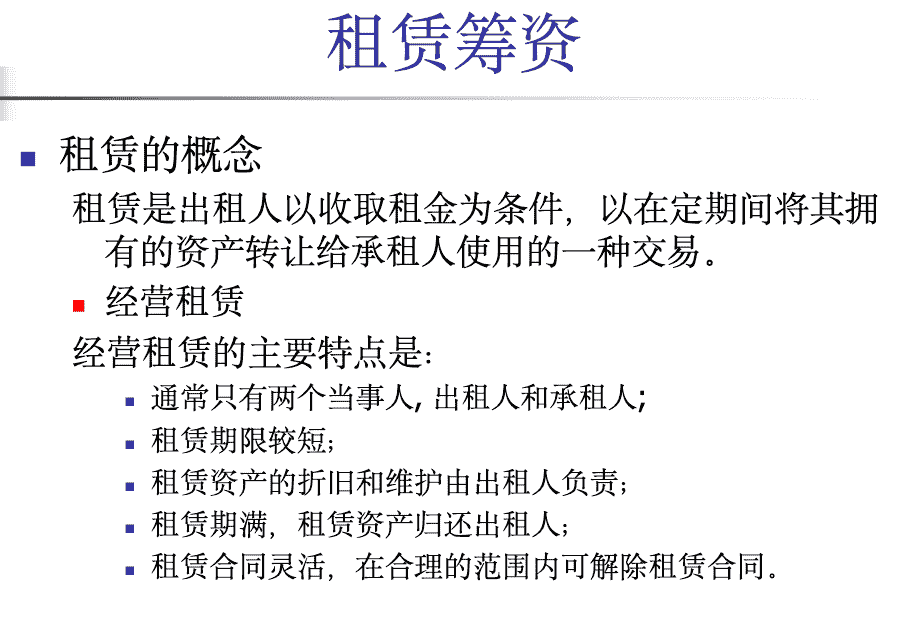 租赁筹资
租赁的概念
租赁是出租人以收取租金为条件，以在定期间将其拥
有的资产转让给承租人使用的一种交易。
经营租赁
经营租赁的主要特点是：
通常只有两个当事人, 出租人和承租人;
租赁期限较短；
租赁资产的折旧和维护由出租人负责；
租赁期满，租赁资产归还出租人；
租赁合同灵活，在合理的范围内可解除租赁合同。